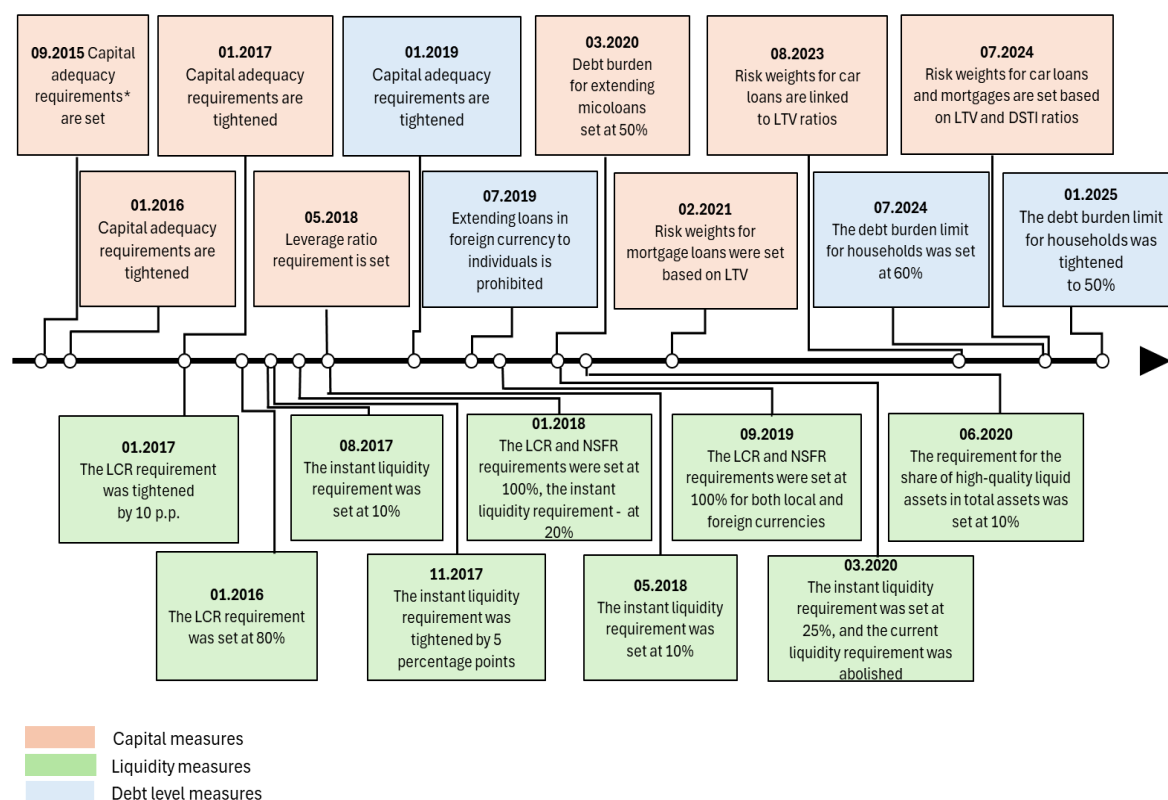 09.2015 Capital
adequacy
requirements*
are set
01.2017
Capital adequacy
requirements are
tightened
01.2019
Capital adequacy
requirements are
tightened
03.2020
Debt burden
for extending
micoloans
set at 50%
08.2023
Risk weights for car
loans are linked
to LTV ratios
07.2024
Risk weights for car loans
and mortgages are set based
on LTV and DSTI ratios
01.2016
Capital adequacy
requirements are
tightened
05.2018
Leverage ratio
requirement is set
07.2019
Extending loans in
foreign currency to
individuals is
prohibited
02.2021
Risk weights for
mortgage loans were set
based on LTV
07.2024
The debt burden limit
for households was set
at 60%
01.2025
The debt burden limit
for households was
tightened
to 50%
01.2017
The LCR requirement
was tightened
by 10 p.p.
08.2017
The instant liquidity
requirement was
set at 10%
01.2018
The LCR and NSFR
requirements were set at
100%, the instant
liquidity requirement - at
20%
09.2019
The LCR and NSFR
requirements were set at
100% for both local and
foreign currencies
06.2020
The requirement for the
share of high-quality liquid
assets in total assets was
set at 10%
01.2016
The LCR requirement
was set at 80%
11.2017
The instant liquidity
requirement was
tightened by 5
percentage points
05.2018
The instant liquidity
requirement was
set at 10%
03.2020
The instant liquidity
requirement was set at
25%, and the current
liquidity requirement was
abolished
Capital measures
Liquidity measures
Debt level measures